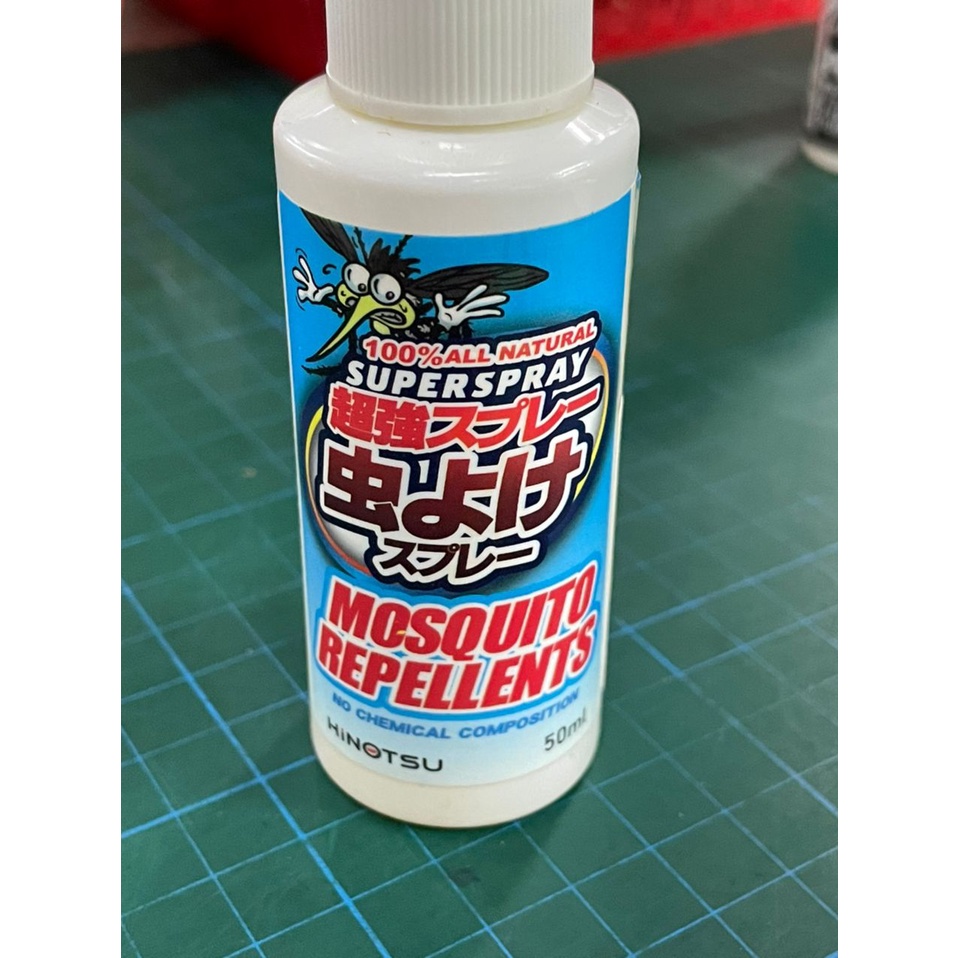 100%ALL NATURAL
SUPERSPRAY
超強スプレー
虫よけ
スプレー
MOSQUITO
REPELLENTS
NO CHEMICAL COMPOSITION
HiNOTSU 50ml